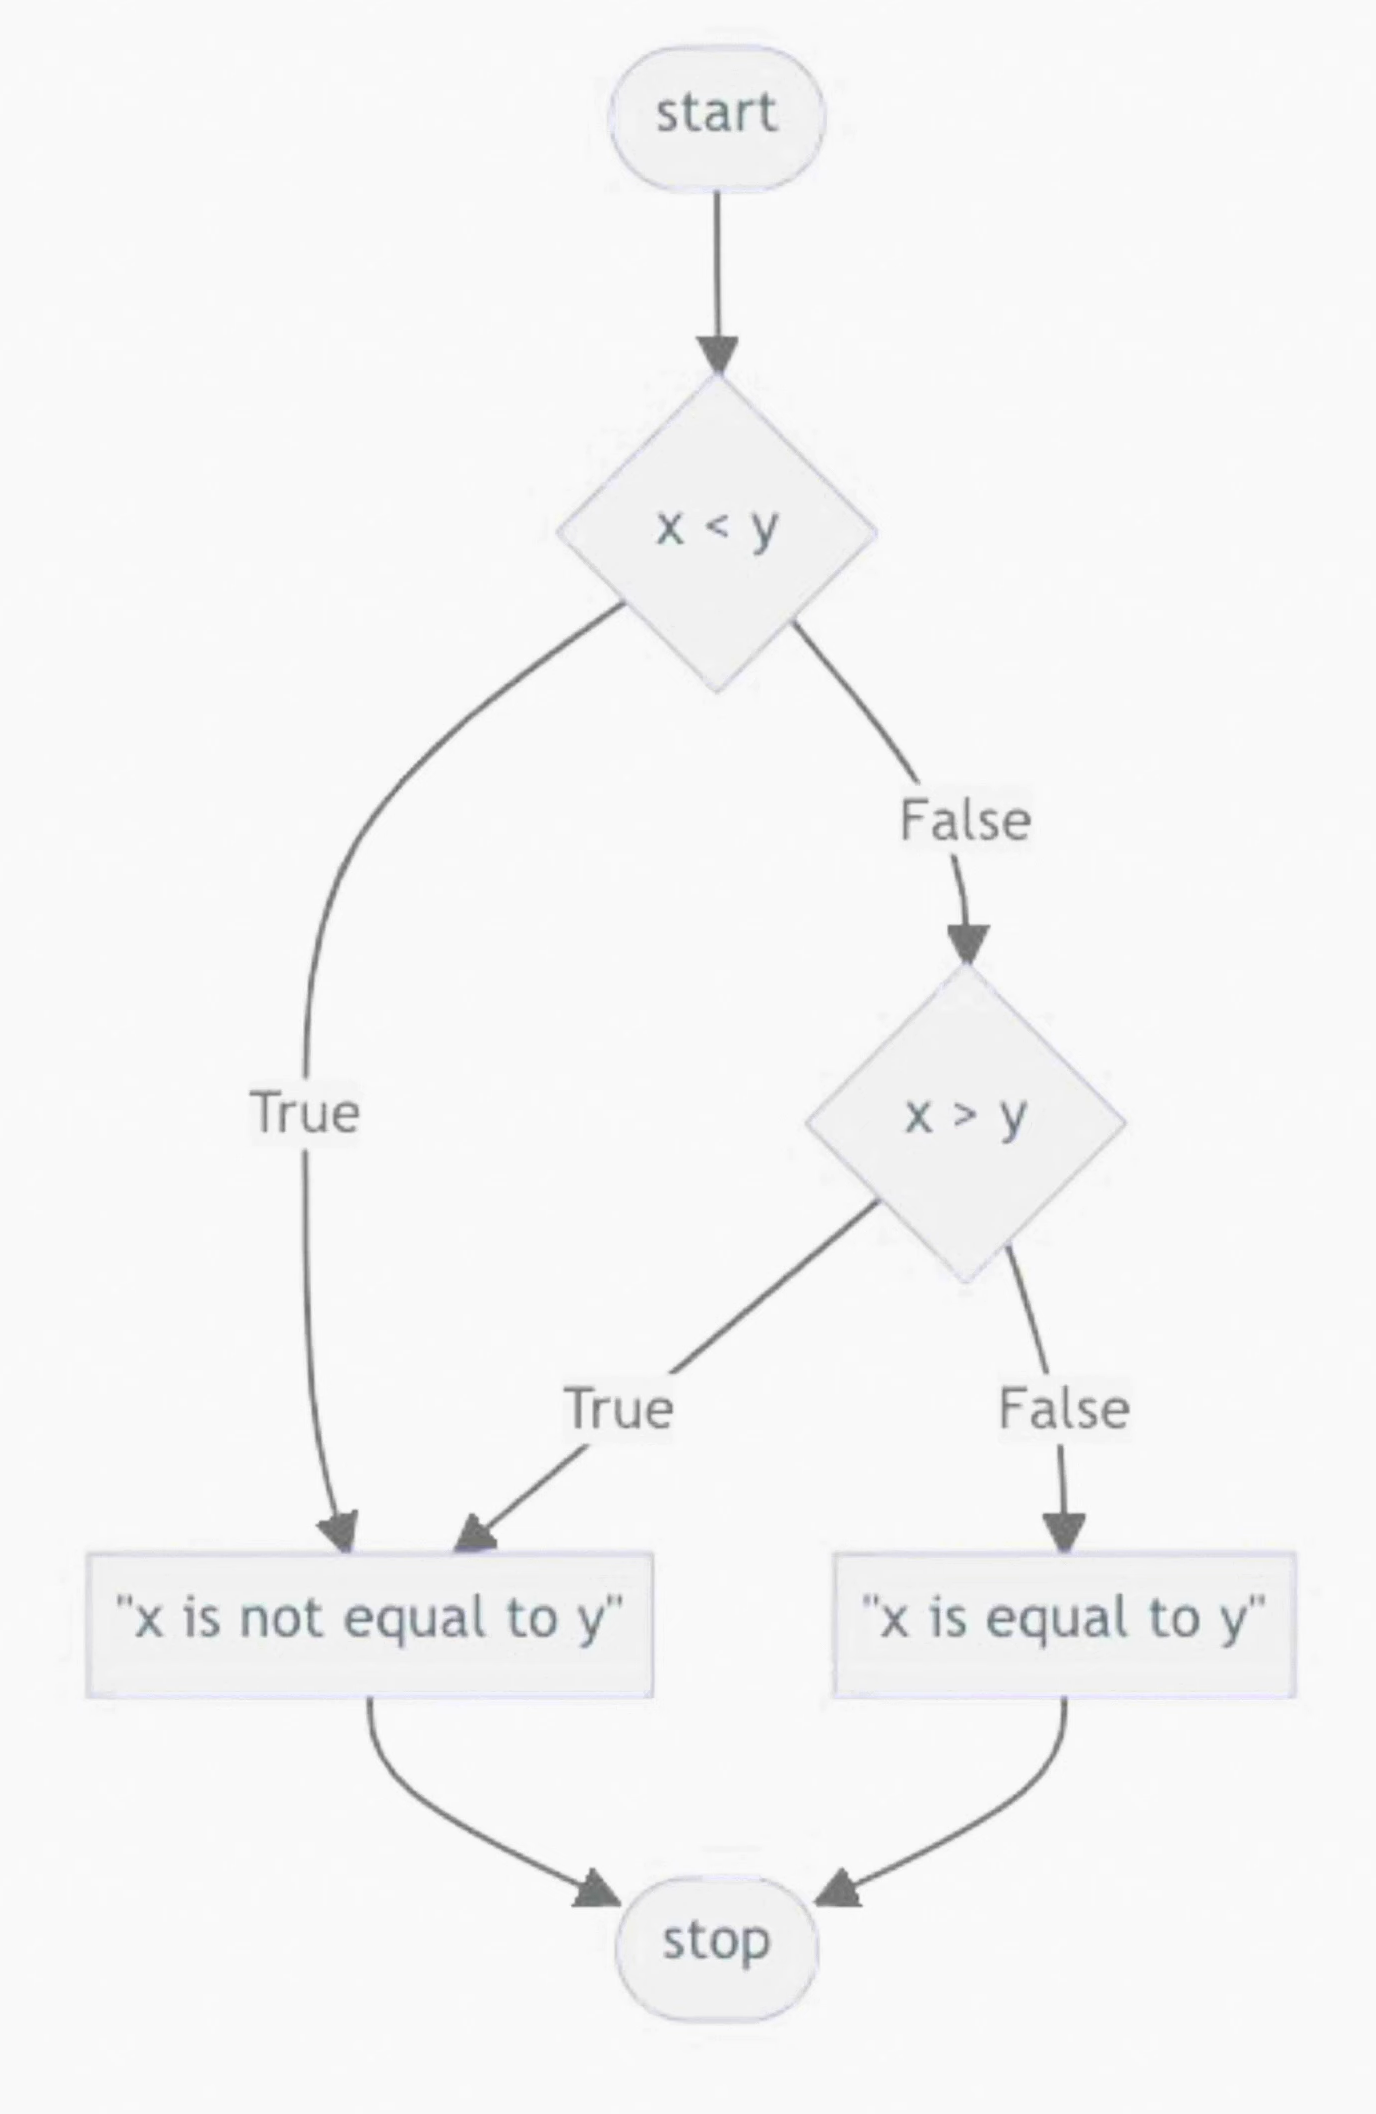 start
x < y
False
True
x > y
True
False
"x is not equal to y"
"x is equal to y"
stop